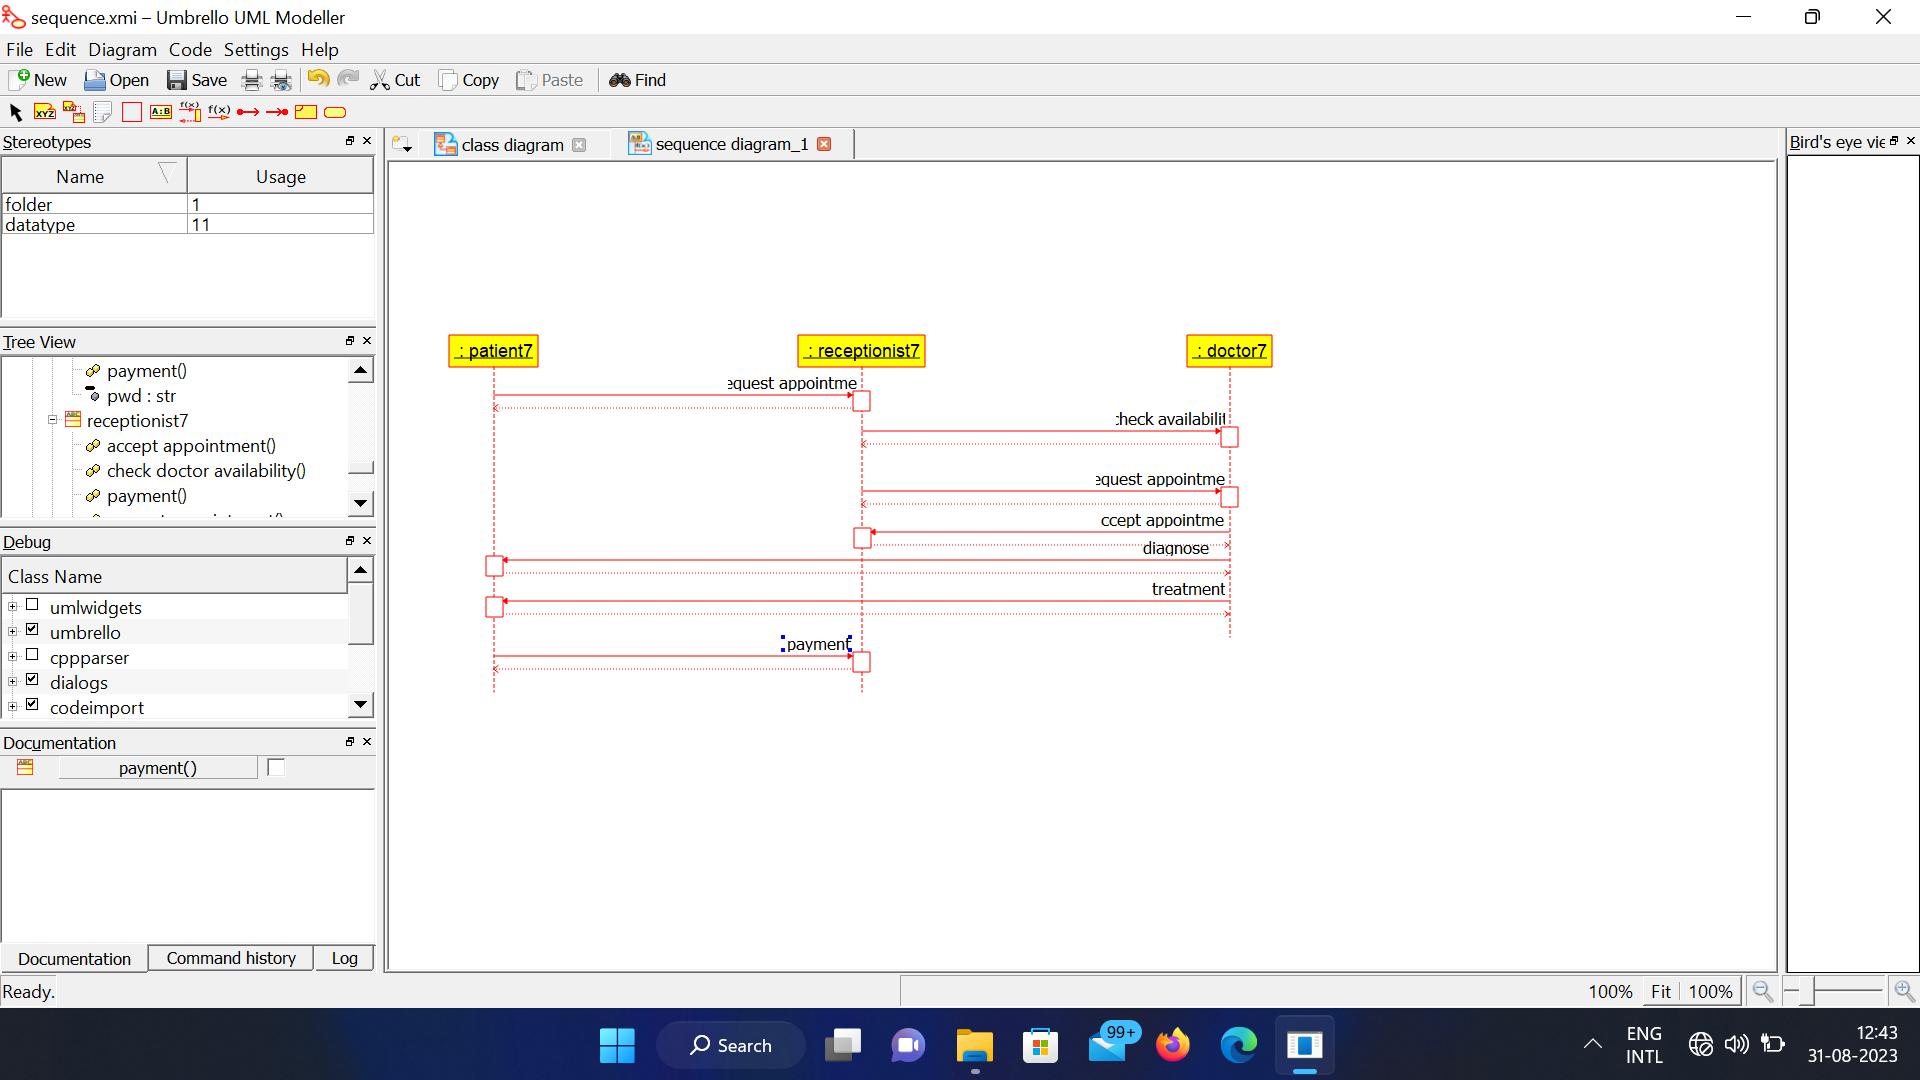 sequence.xmi – Umbrello UML Modeller
File Edit Diagram Code Settings Help
New Open Save Cut Copy Paste Find
XYZ XYZ A:B f(x) f(x)
Stereotypes
Name Usage
folder 1
datatype 11
Tree View
payment()
pwd : str
receptionist7
accept appointment()
check doctor availability()
payment()
Debug
Class Name
umlwidgets
umbrello
cppparser
dialogs
codeimport
Documentation
payment()
Documentation Command history Log
Ready.
class diagram sequence diagram_1
: patient7 : receptionist7 : doctor7
equest appointme
check availabilit
equest appointme
ccept appointme
diagnose
treatment
payment
Bird's eye vie
100% Fit 100%
Search
99+
ENG
INTL
12:43
31-08-2023